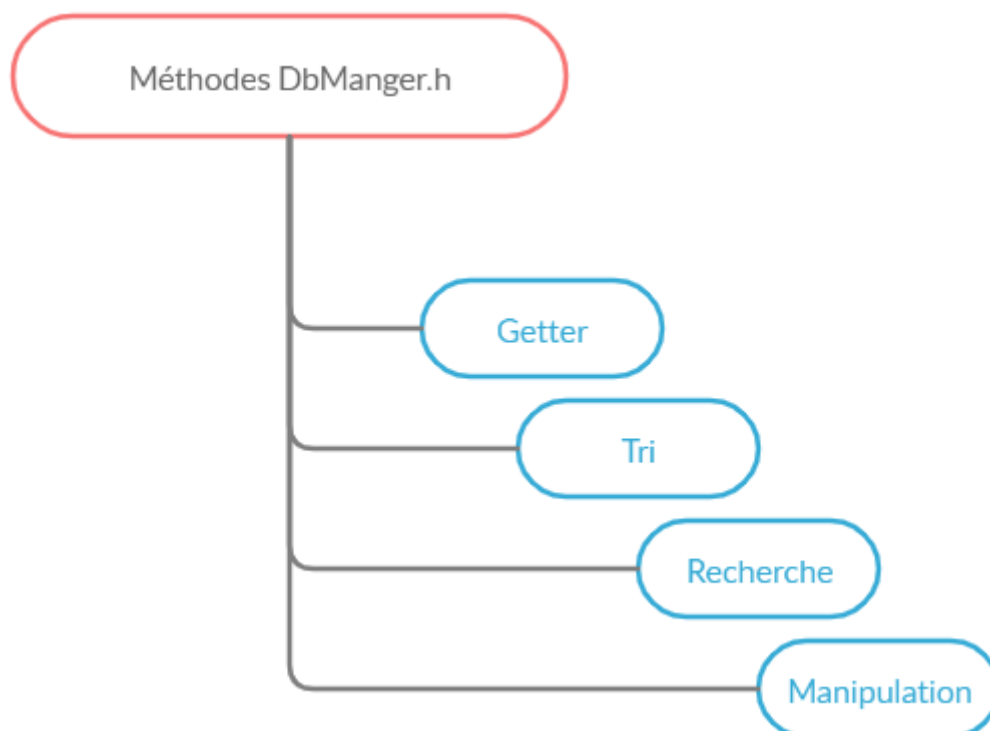 Méthodes DbManger.h
Getter
Tri
Recherche
Manipulation